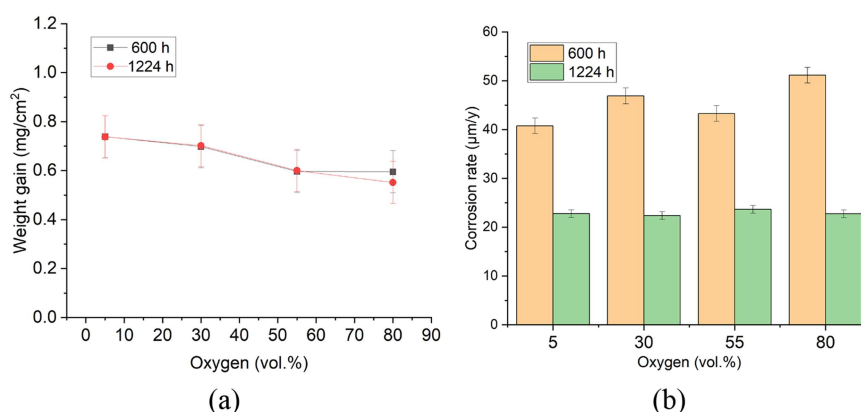 1.2
1.0
0.8
0.6
0.4
0.2
0.0
Weight gain (mg/cm²)
600 h
1224 h
0 10 20 30 40 50 60 70 80 90
Oxygen (vol.%)
(a)
60
50
40
30
20
10
0
Corrosion rate (μm/y)
600 h
1224 h
5 30 55 80
Oxygen (vol.%)
(b)